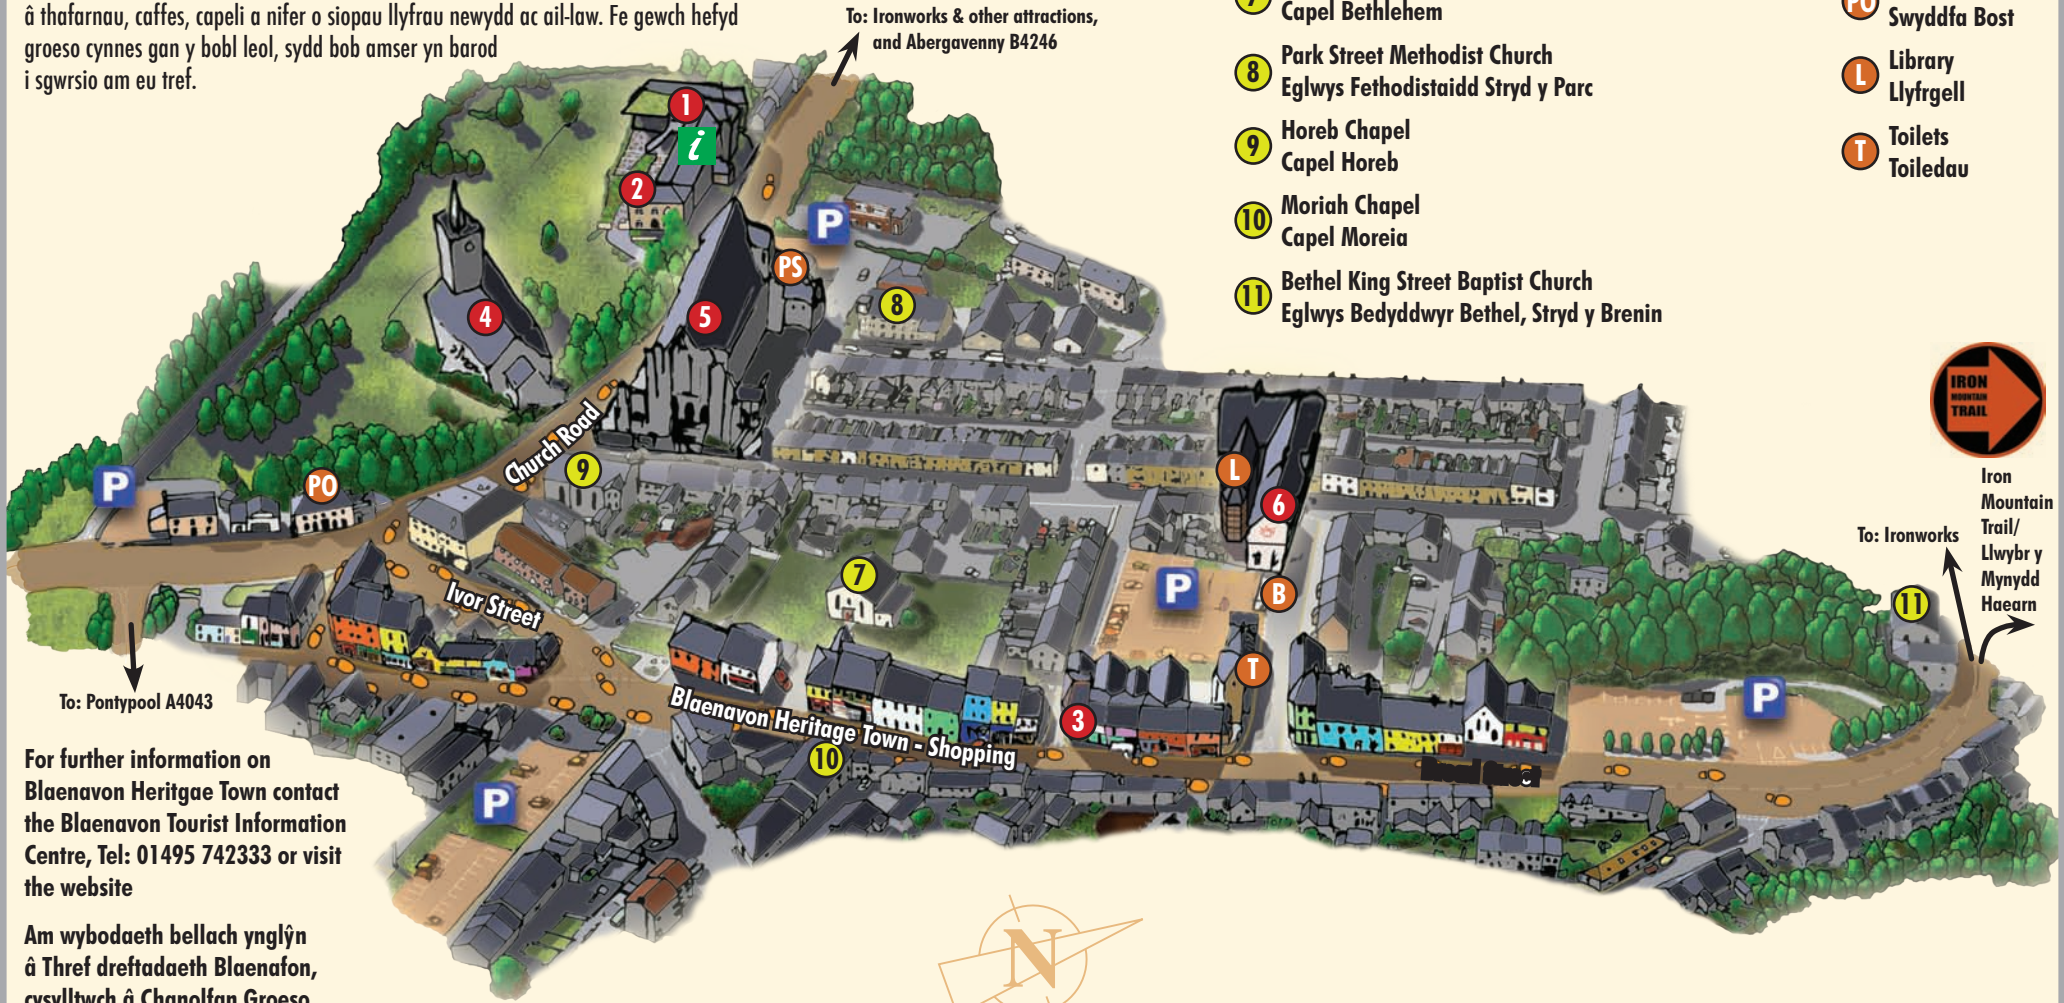 â thafarnau, caffes, capeli a nifer o siopau llyfrau newydd ac ail-law. Fe gewch hefyd
groeso cynnes gan y bobl leol, sydd bob amser yn barod
i sgwrsio am eu tref.
To: Ironworks & other attractions,
and Abergavenny B4246
7
Capel Bethlehem
8
Park Street Methodist Church
Eglwys Fethodistaidd Stryd y Parc
9
Horeb Chapel
Capel Horeb
10
Moriah Chapel
Capel Moreia
11
Bethel King Street Baptist Church
Eglwys Bedyddwyr Bethel, Stryd y Brenin
PO
Swyddfa Bost
L
Library
Llyfrgell
T
Toilets
Toiledau
1
i
2
P
PS
4
5
8
Church Road
9
P
PO
L
6
IRON
MOUNTAIN
TRAIL
Iron
Mountain
Trail/
Llwybr y
Mynydd
Haearn
To: Ironworks
11
7
P
B
Ivor Street
T
P
3
Blaenavon Heritage Town - Shopping
10
P
To: Pontypool A4043
For further information on
Blaenavon Heritgae Town contact
the Blaenavon Tourist Information
Centre, Tel: 01495 742333 or visit
the website
Am wybodaeth bellach ynglŷn
â Thref dreftadaeth Blaenafon,
cysylltwch â Chanolfan Groeso
N